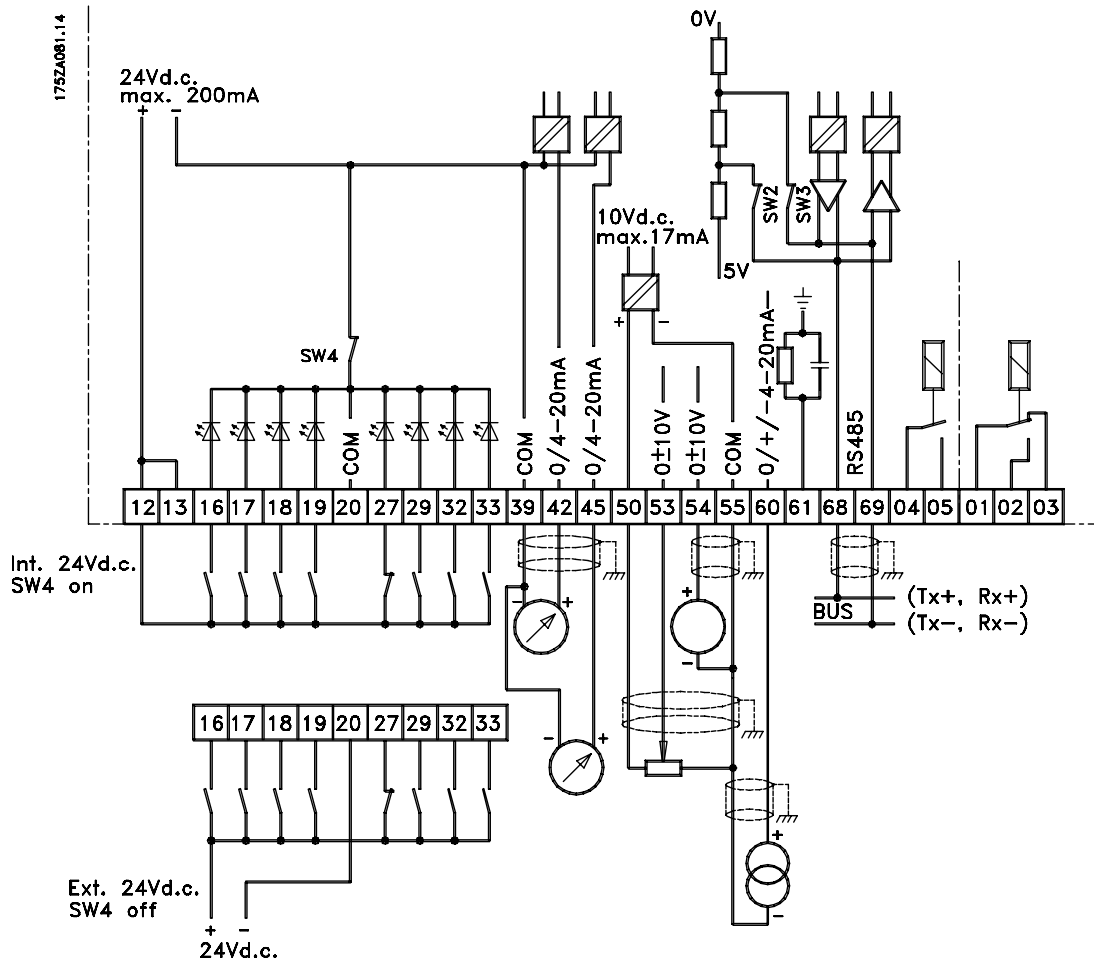 175ZA081.14
24Vd.c.
max. 200mA
+ −
0V
SW2
SW3
5V
10Vd.c.
max.17mA
+ −
SW4
COM
COM
0/4−20mA
0/4−20mA
0±10V
0±10V
COM
0/+/−4−20mA
RS485
12 13 16 17 18 19 20 27 29 32 33 39 42 45 50 53 54 55 60 61 68 69 04 05 01 02 03
Int. 24Vd.c.
SW4 on
− +
+
−
BUS
(Tx+, Rx+)
(Tx−, Rx−)
16 17 18 19 20 27 29 32 33
− +
+
−
Ext. 24Vd.c.
SW4 off
+ −
24Vd.c.